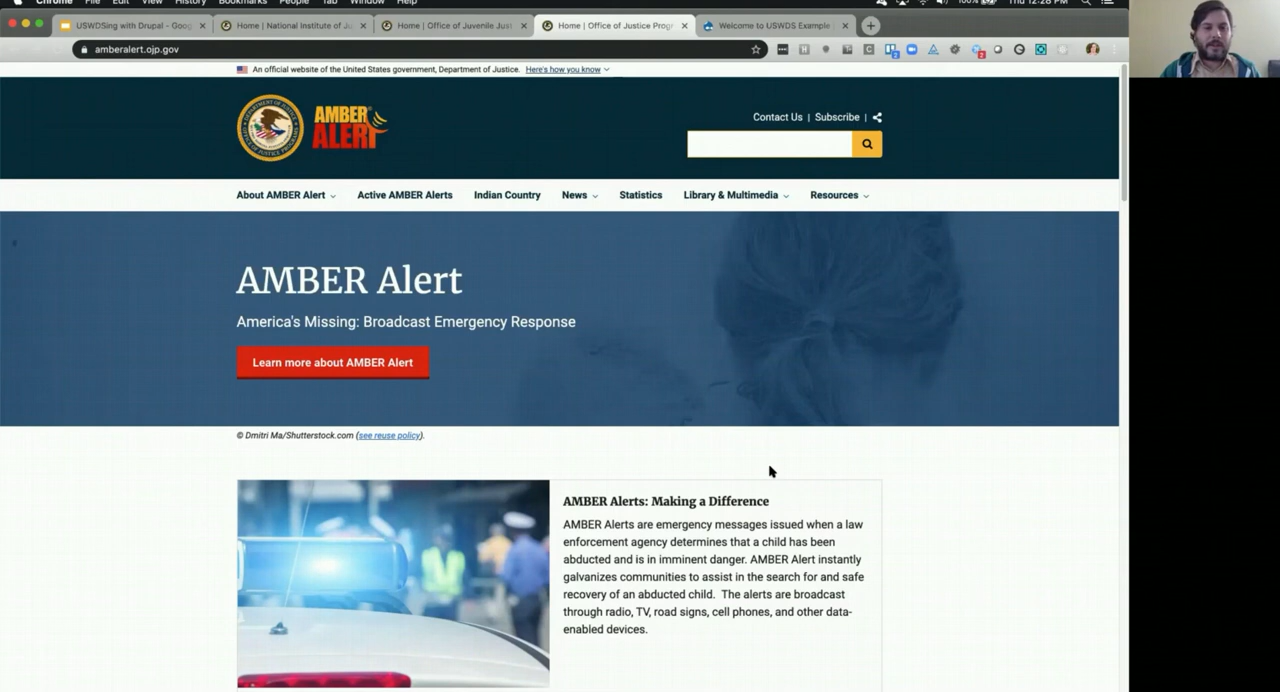 Chrome File Edit View History Bookmarks People Tab Window Help 100% Thu 12:28 PM
USWDSing with Drupal - Goog
Home | National Institute of Ju
Home | Office of Juvenile Just
Home | Office of Justice Progr
Welcome to USWDS Example
amberalert.ojp.gov
An official website of the United States government, Department of Justice. Here's how you know
AMBER
ALERT
Contact Us | Subscribe |
About AMBER Alert
Active AMBER Alerts
Indian Country
News
Statistics
Library & Multimedia
Resources
AMBER Alert
America's Missing: Broadcast Emergency Response
Learn more about AMBER Alert
© Dmitri Ma/Shutterstock.com (see reuse policy).
AMBER Alerts: Making a Difference
AMBER Alerts are emergency messages issued when a law
enforcement agency determines that a child has been
abducted and is in imminent danger. AMBER Alert instantly
galvanizes communities to assist in the search for and safe
recovery of an abducted child. The alerts are broadcast
through radio, TV, road signs, cell phones, and other data-
enabled devices.